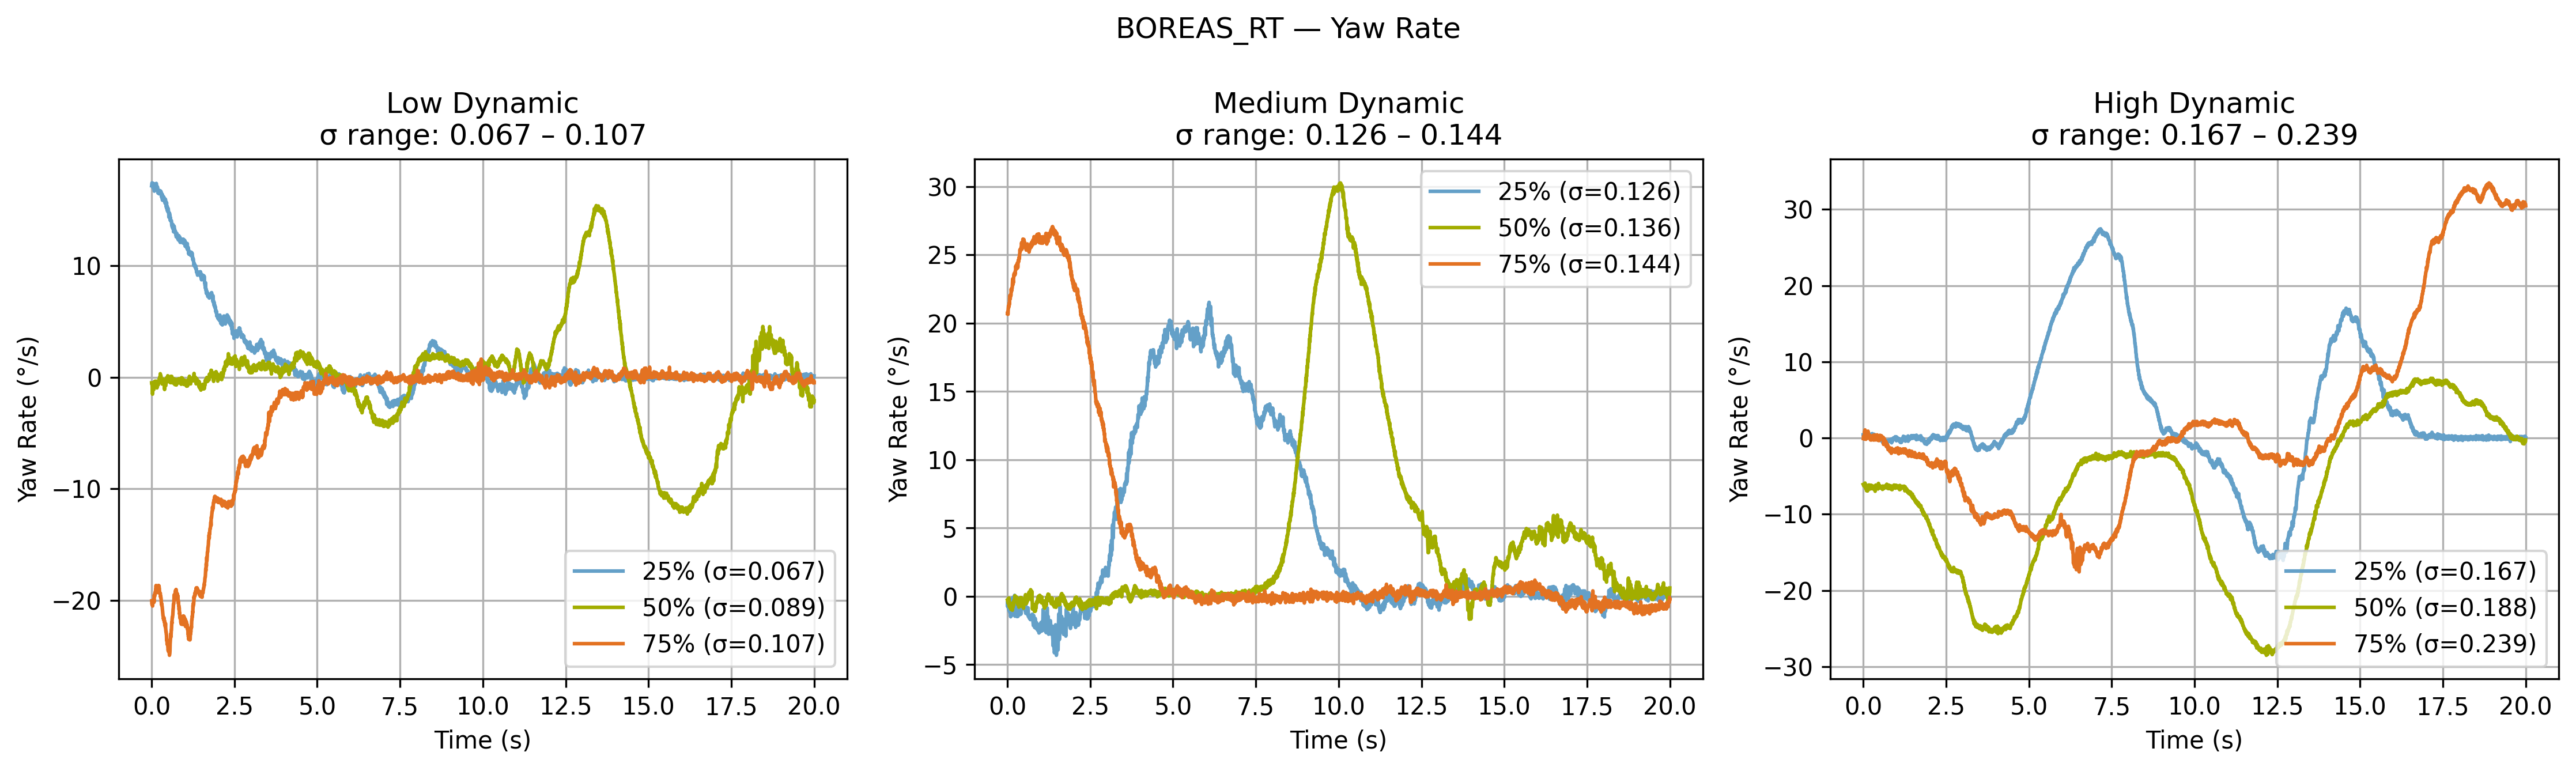 BOREAS_RT — Yaw Rate
Low Dynamic
σ range: 0.067 – 0.107
Yaw Rate (°/s)
10
0
−10
−20
0.0 2.5 5.0 7.5 10.0 12.5 15.0 17.5 20.0
Time (s)
25% (σ=0.067)
50% (σ=0.089)
75% (σ=0.107)
Medium Dynamic
σ range: 0.126 – 0.144
Yaw Rate (°/s)
30
25
20
15
10
5
0
−5
0.0 2.5 5.0 7.5 10.0 12.5 15.0 17.5 20.0
Time (s)
25% (σ=0.126)
50% (σ=0.136)
75% (σ=0.144)
High Dynamic
σ range: 0.167 – 0.239
Yaw Rate (°/s)
30
20
10
0
−10
−20
−30
0.0 2.5 5.0 7.5 10.0 12.5 15.0 17.5 20.0
Time (s)
25% (σ=0.167)
50% (σ=0.188)
75% (σ=0.239)